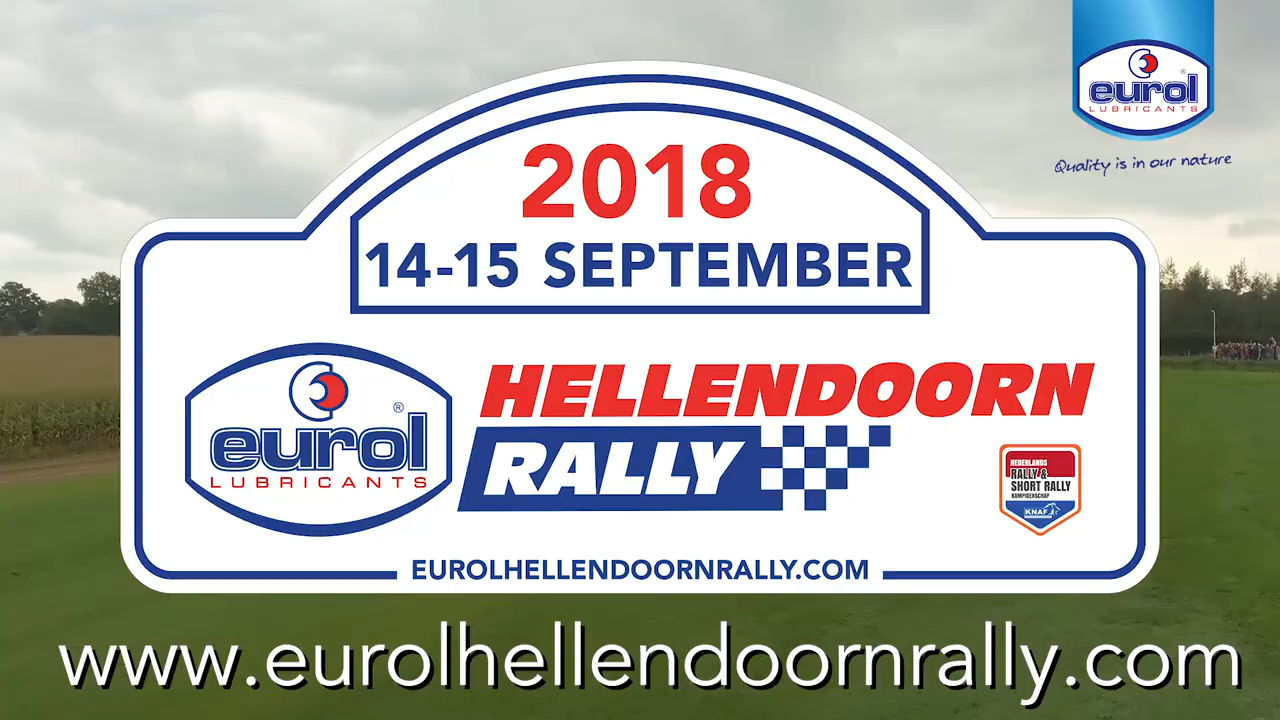 eurol®
LUBRICANTS
Quality is in our nature
2018
14-15 SEPTEMBER
eurol®
LUBRICANTS
HELLENDOORN
RALLY
NEDERLANDS
RALLY &
SHORT RALLY
KAMPIOENSCHAP
KNAF
EUROLHELLENDOORNRALLY.COM
www.eurolhellendoornrally.com